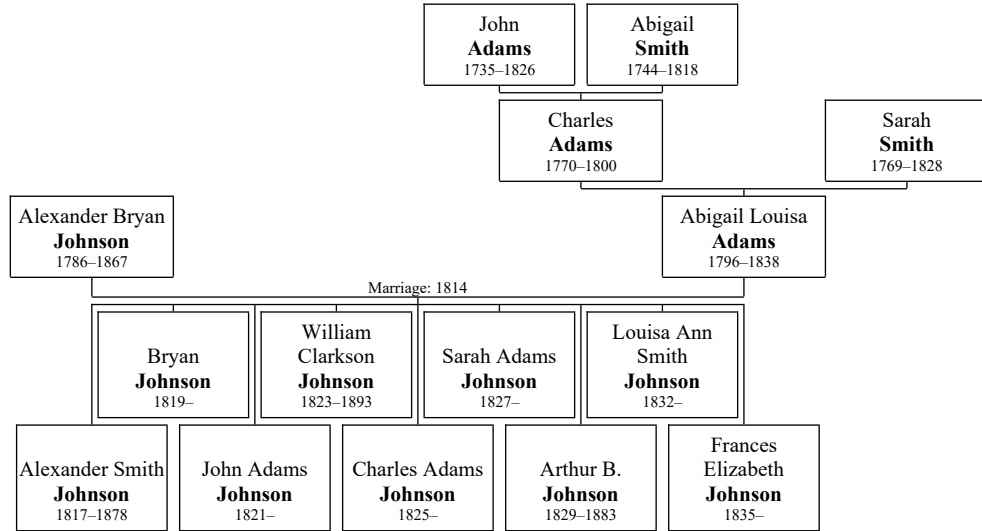 John
Adams
1735–1826
Abigail
Smith
1744–1818
Charles
Adams
1770–1800
Sarah
Smith
1769–1828
Alexander Bryan
Johnson
1786–1867
Abigail Louisa
Adams
1796–1838
Marriage: 1814
Bryan
Johnson
1819–
William
Clarkson
Johnson
1823–1893
Sarah Adams
Johnson
1827–
Louisa Ann
Smith
Johnson
1832–
Alexander Smith
Johnson
1817–1878
John Adams
Johnson
1821–
Charles Adams
Johnson
1825–
Arthur B.
Johnson
1829–1883
Frances
Elizabeth
Johnson
1835–